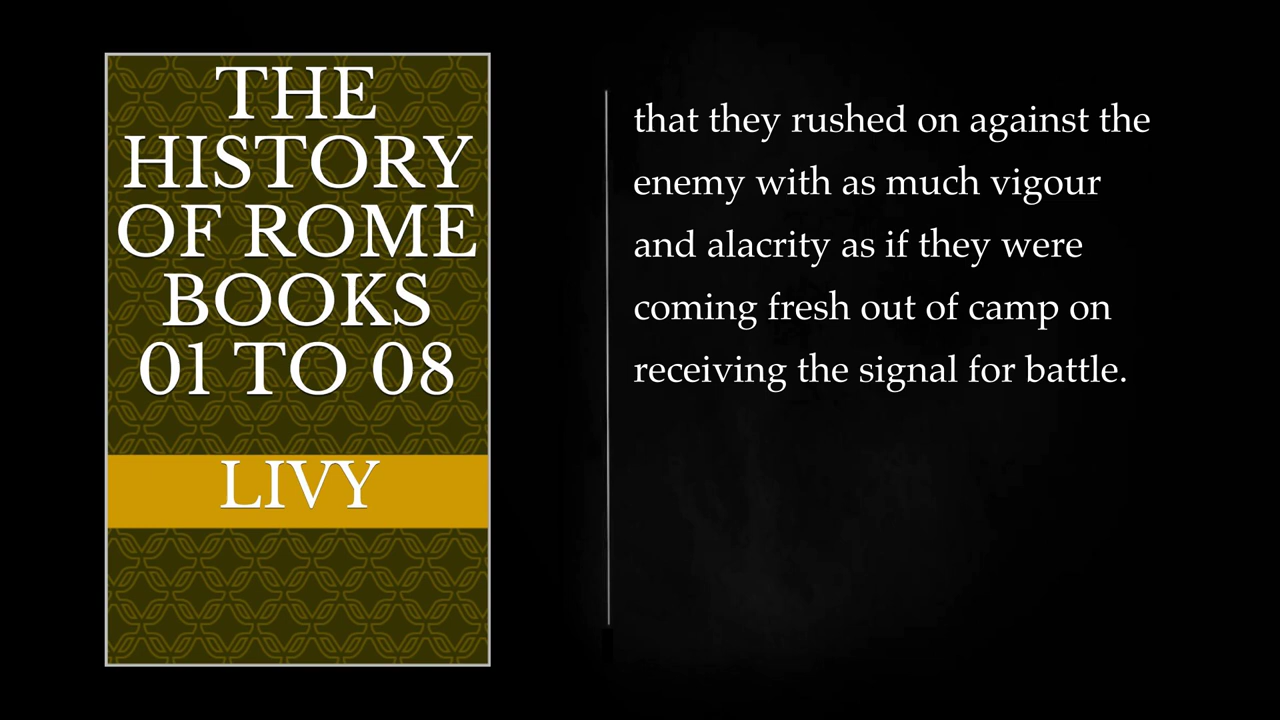 THE
HISTORY
OF ROME
BOOKS
01 TO 08
LIVY
that they rushed on against the
enemy with as much vigour
and alacrity as if they were
coming fresh out of camp on
receiving the signal for battle.